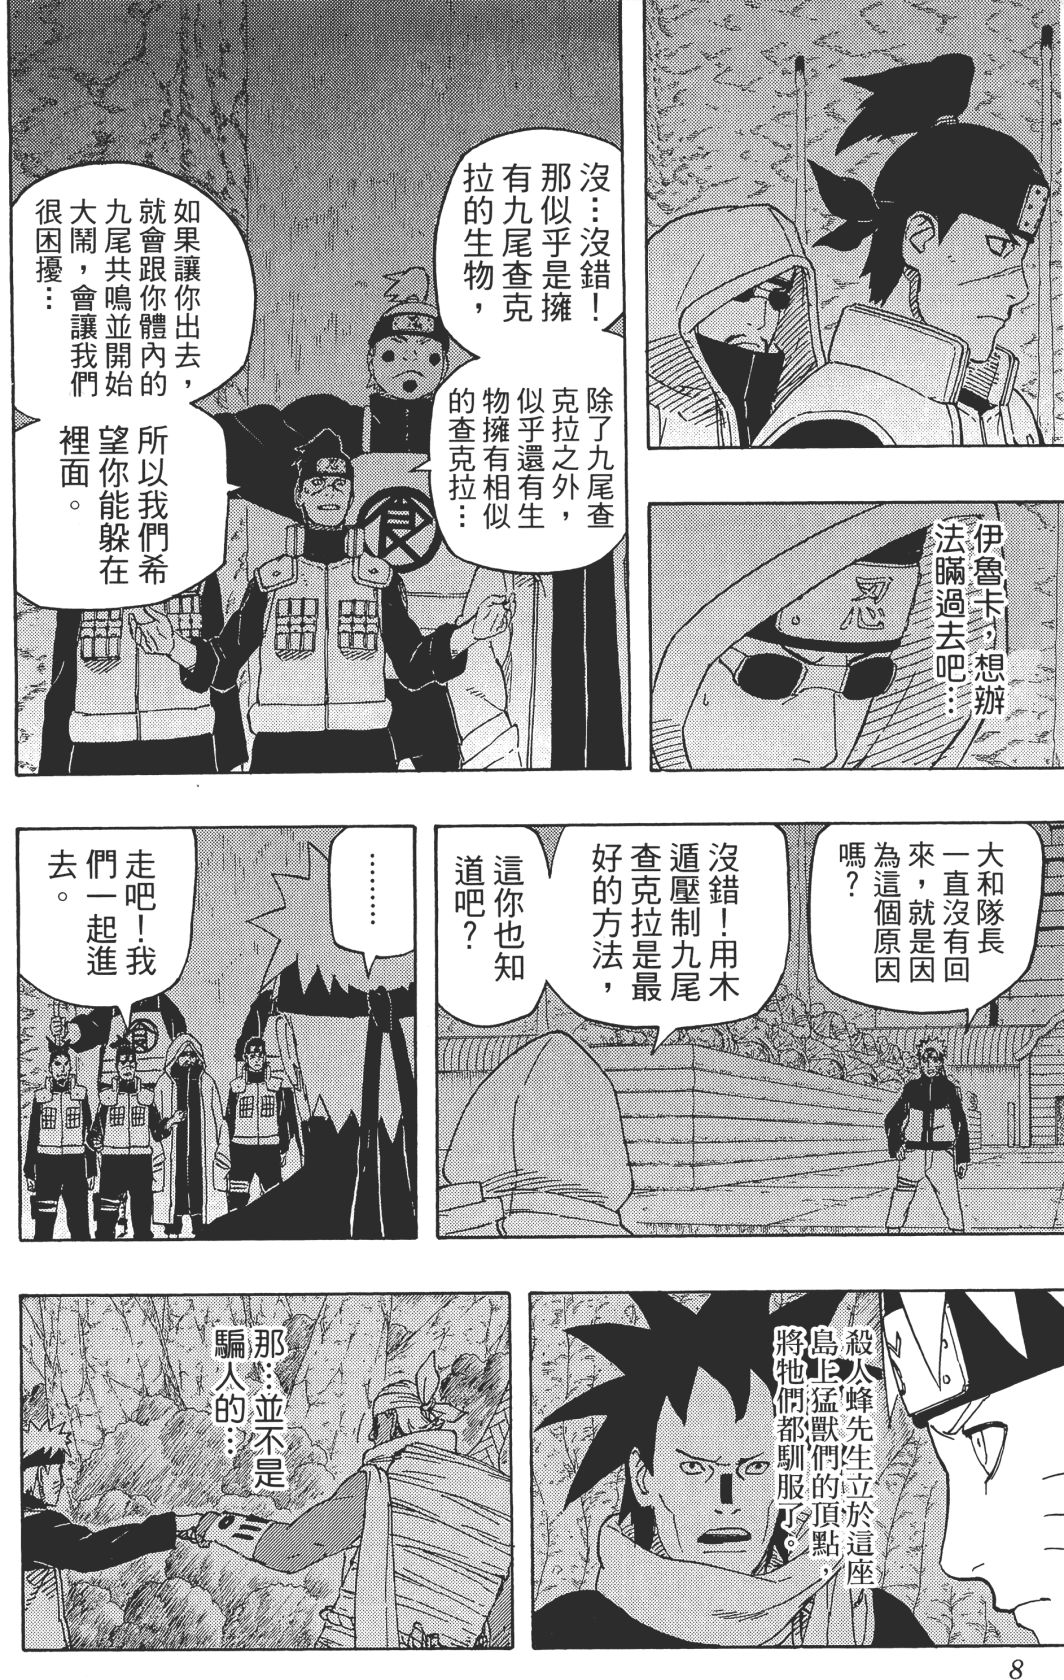 忍
伊魯卡，想辦
法瞞過去吧…
沒…沒錯！
那似乎是擁
有九尾查克
拉的生物，
除了九尾查
克拉之外，
似乎還有生
物擁有相似
的查克拉…
如果讓你出去，
就會跟你體內的
九尾共鳴並開始
大鬧，會讓我們
很困擾…
所以我們希
望你能躲在
裡面。
大和隊長
一直沒有回
來，就是因
為這個原因
嗎？
沒錯！用木
遁壓制九尾
查克拉是最
好的方法，
這你也知
道吧？
………
走吧！我
們一起進
去。
殺人蜂先生立於這座
島上猛獸們的頂點，
將牠們都馴服了。
那…並不是
騙人的…
8